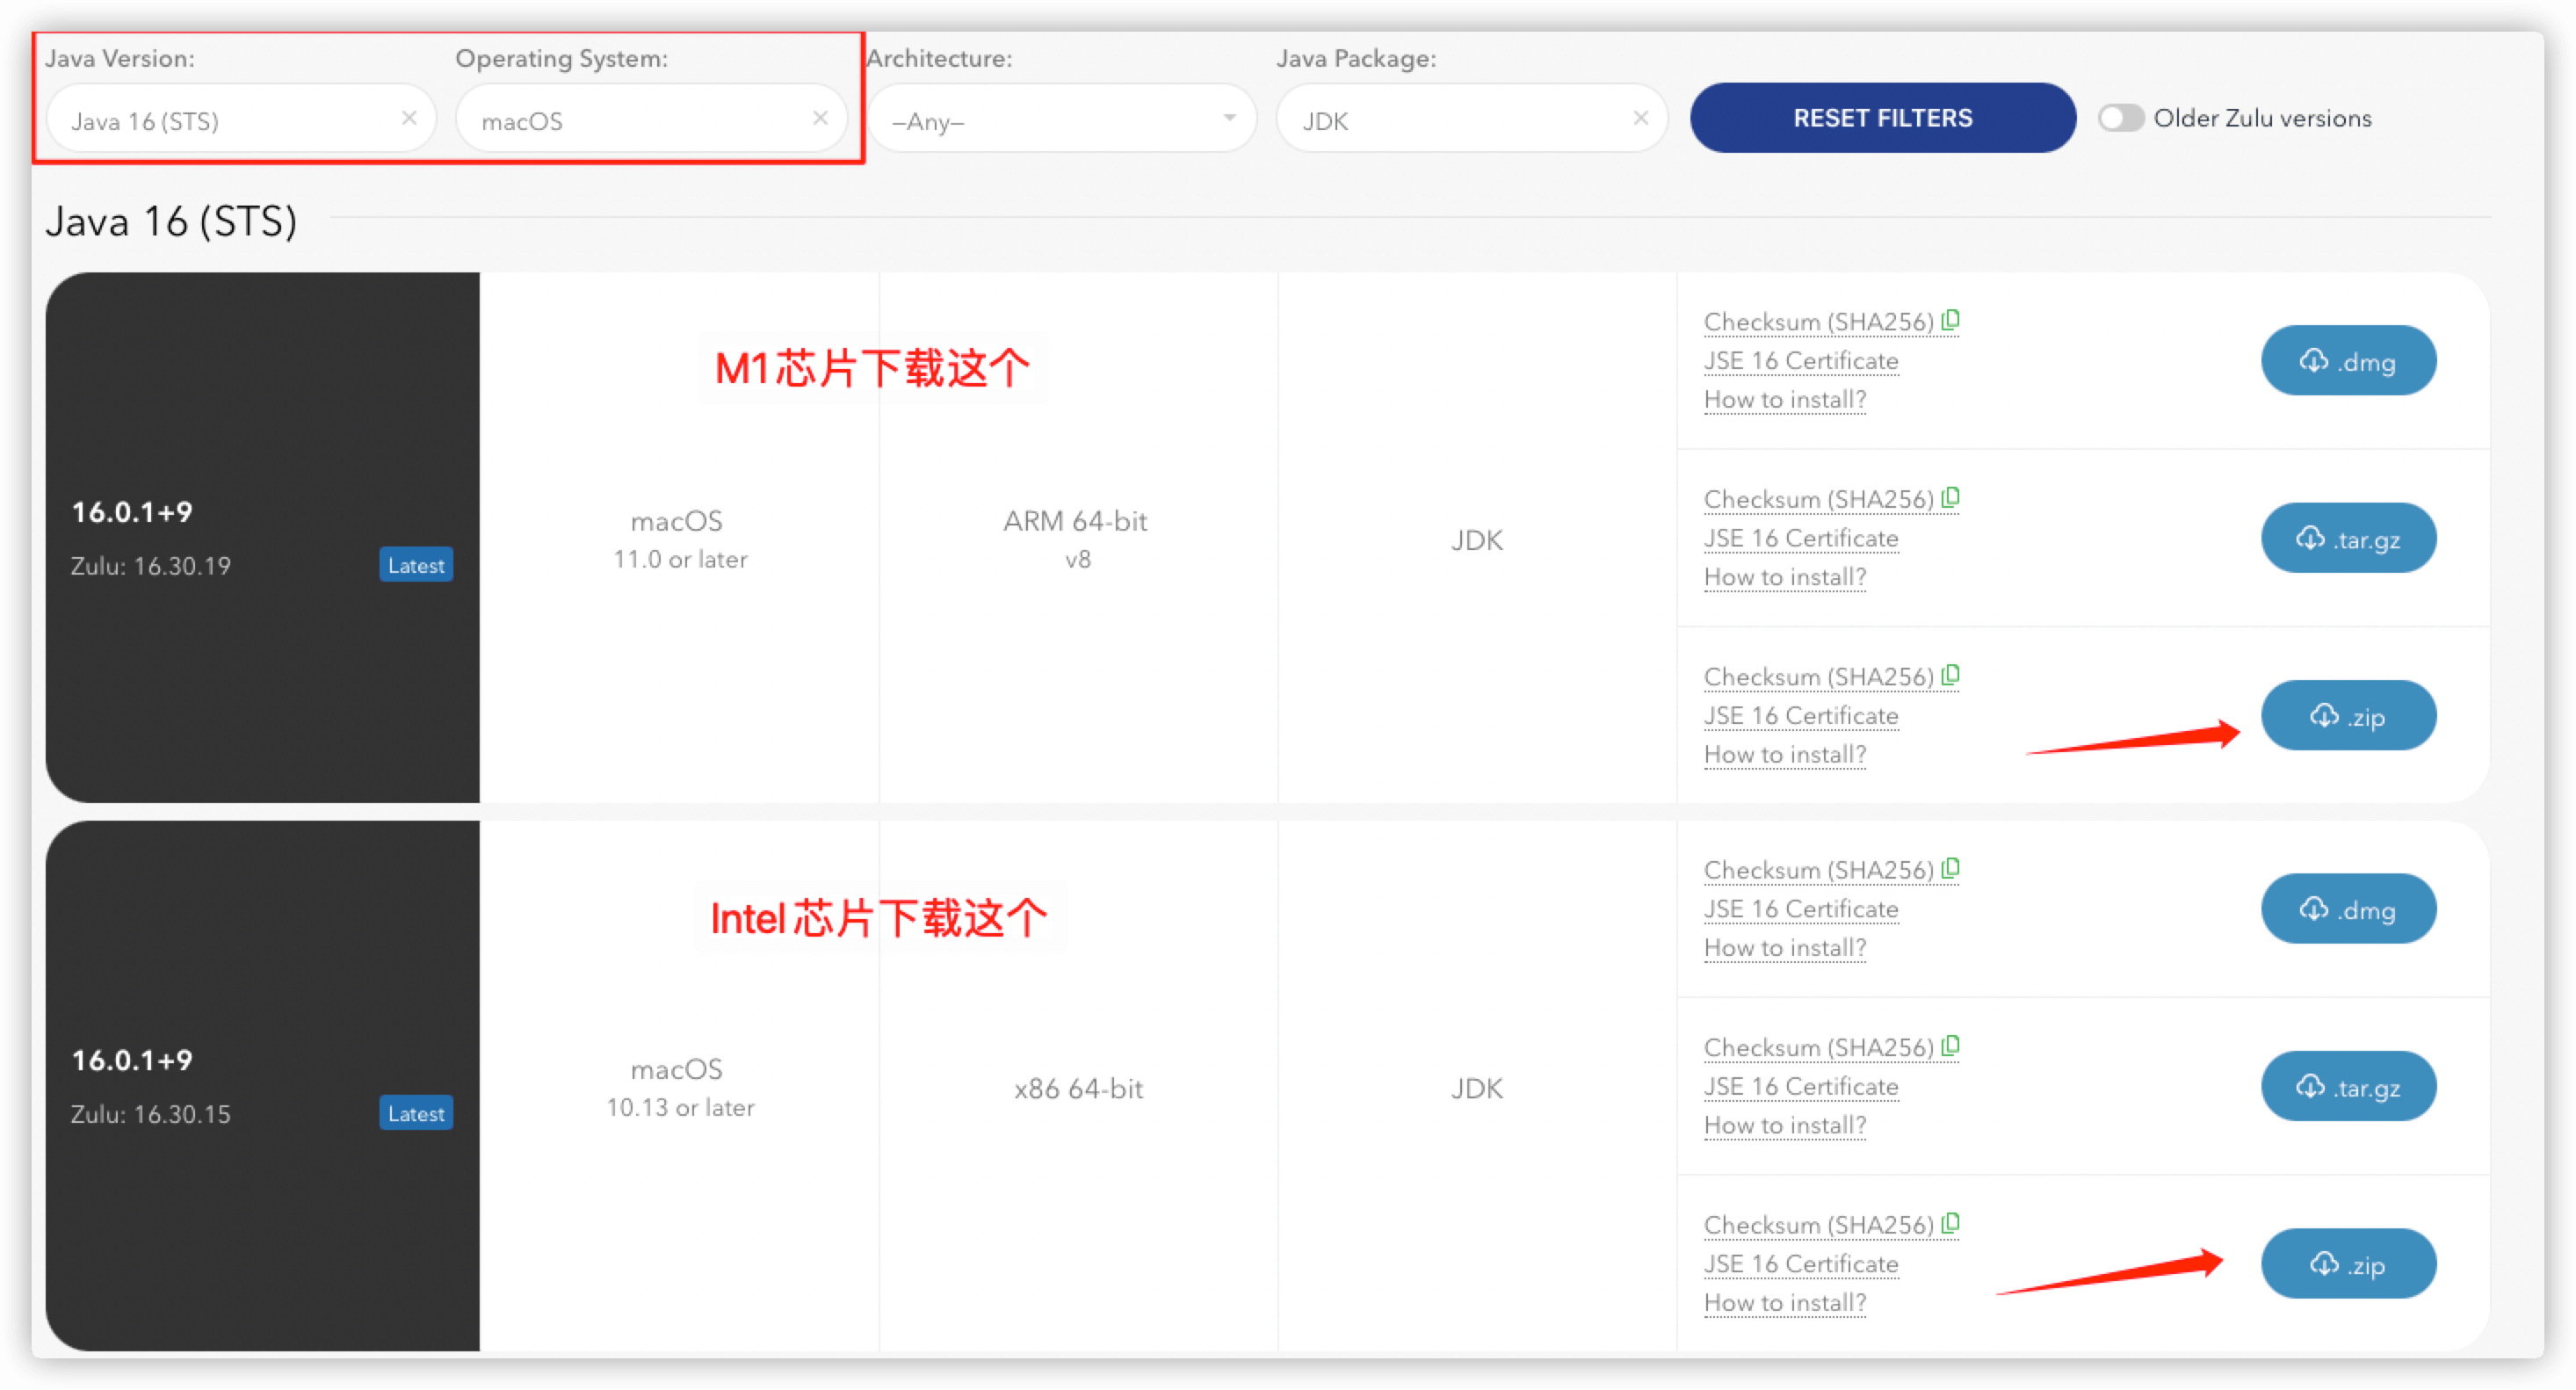 Java Version:
Operating System:
Architecture:
Java Package:
Java 16 (STS)
macOS
–Any–
JDK
RESET FILTERS
Older Zulu versions
Java 16 (STS)
M1芯片下载这个
16.0.1+9
Zulu: 16.30.19
Latest
macOS
11.0 or later
ARM 64-bit
v8
JDK
Checksum (SHA256)
JSE 16 Certificate
How to install?
.dmg
Checksum (SHA256)
JSE 16 Certificate
How to install?
.tar.gz
Checksum (SHA256)
JSE 16 Certificate
How to install?
.zip
Intel芯片下载这个
16.0.1+9
Zulu: 16.30.15
Latest
macOS
10.13 or later
x86 64-bit
JDK
Checksum (SHA256)
JSE 16 Certificate
How to install?
.dmg
Checksum (SHA256)
JSE 16 Certificate
How to install?
.tar.gz
Checksum (SHA256)
JSE 16 Certificate
How to install?
.zip